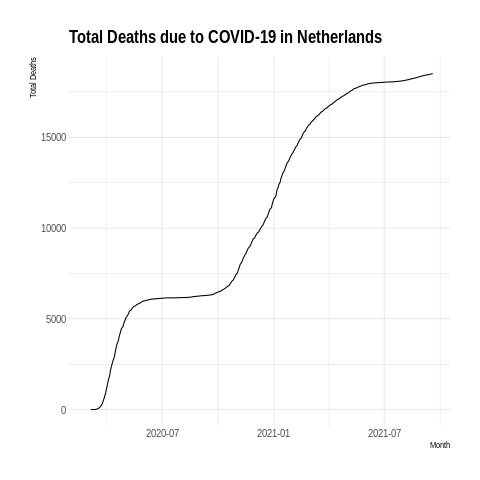 Total Deaths due to COVID-19 in Netherlands
Total Deaths
15000
10000
5000
0
2020-07
2021-01
2021-07
Month